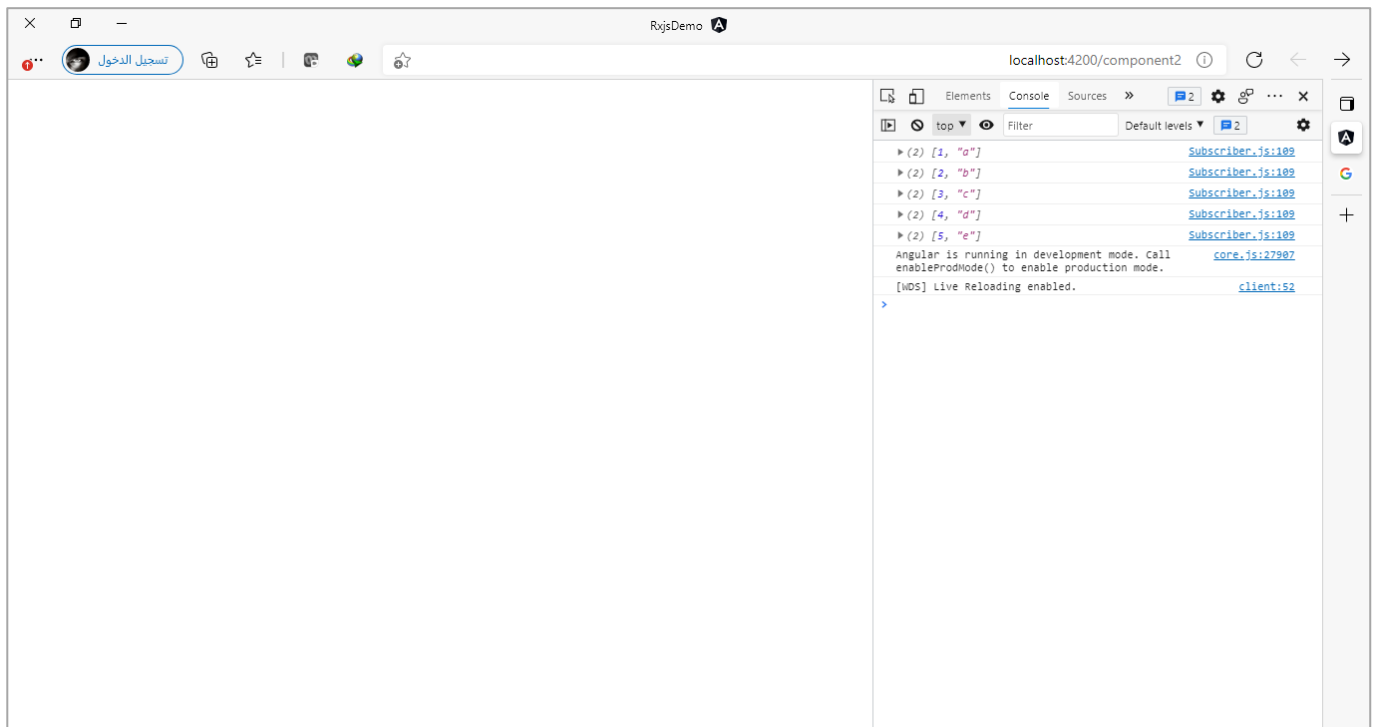 RxjsDemo
تسجيل الدخول
localhost:4200/component2
Elements Console Sources » 2
top Filter Default levels 2
(2) [1, "a"] Subscriber.js:109
(2) [2, "b"] Subscriber.js:109
(2) [3, "c"] Subscriber.js:109
(2) [4, "d"] Subscriber.js:109
(2) [5, "e"] Subscriber.js:109
Angular is running in development mode. Call core.js:27907
enableProdMode() to enable production mode.
[WDS] Live Reloading enabled. client:52
>